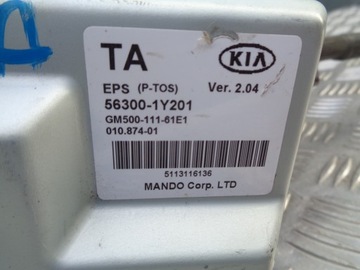 A
TA
KIA
EPS (P-TOS) Ver. 2.04
56300-1Y201
GM500-111-61E1
010.874-01
5113116136
MANDO Corp. LTD